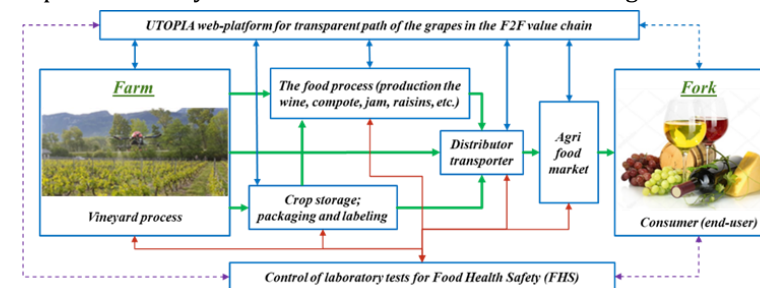 UTOPIA web-platform for transparent path of the grapes in the F2F value chain
Farm
Vineyard process
The food process (production the
wine, compote, jam, raisins, etc.)
Crop storage;
packaging and labeling
Distributor
transporter
Agri
food
market
Fork
Consumer (end-user)
Control of laboratory tests for Food Health Safety (FHS)